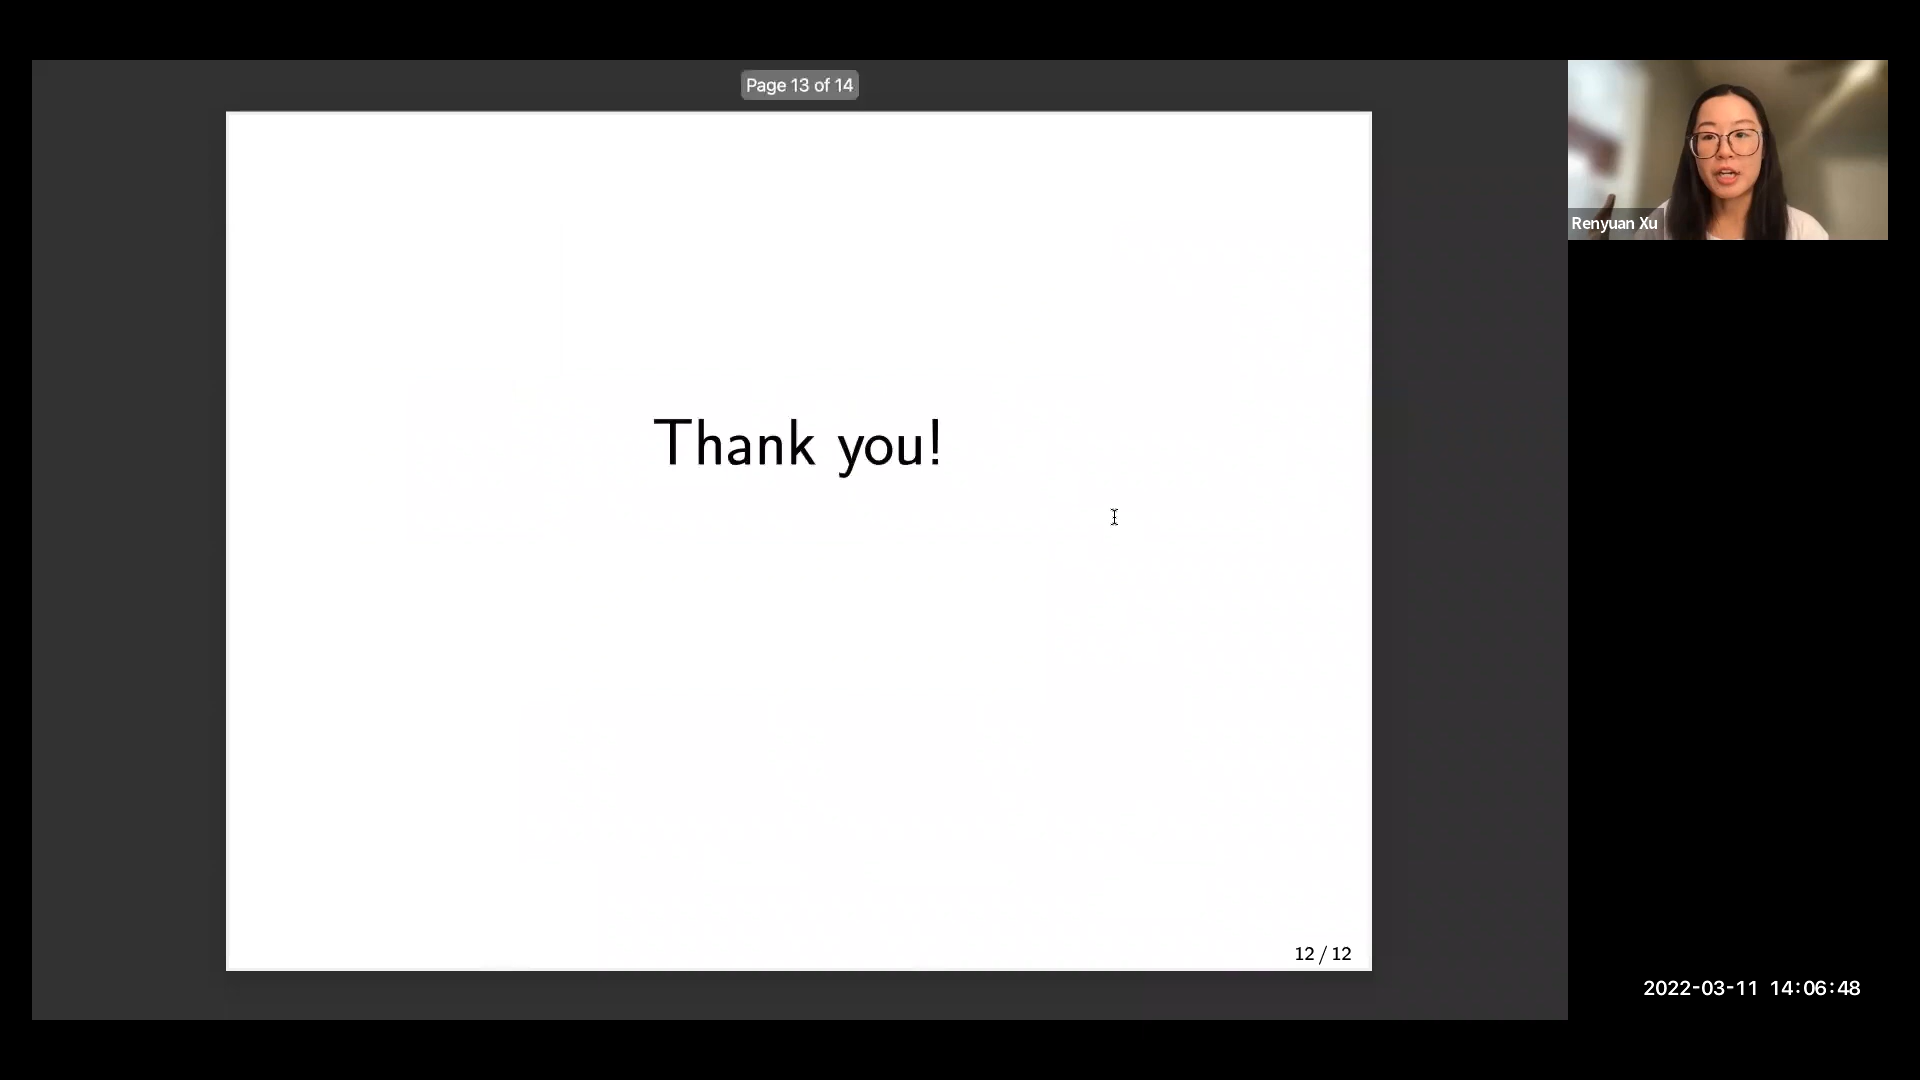 Page 13 of 14
Renyuan Xu
Thank you!
12 / 12
2022-03-11 14:06:48